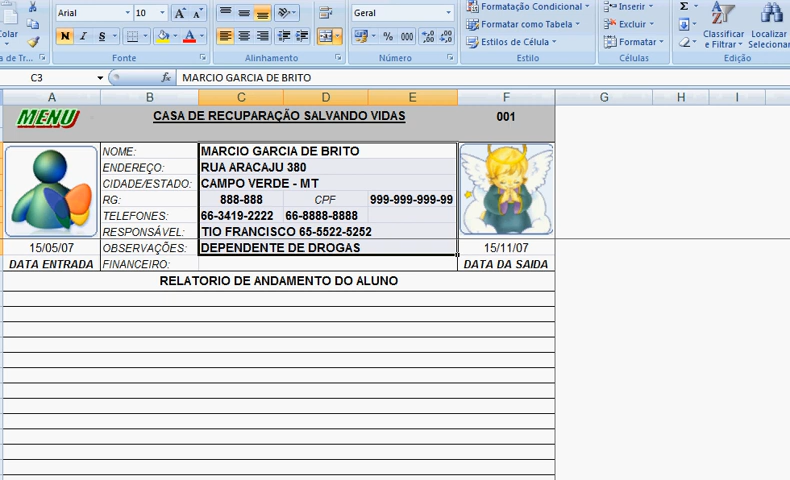 Arial 10 A A Geral Formatação Condicional Inserir Σ
Formatar como Tabela Excluir
Colar N I S % 000 Estilos de Célula Formatar Classificar e Filtrar Localizar Selecionar
a de Tr... Fonte Alinhamento Número Estilo Células Edição
C3 fx MARCIO GARCIA DE BRITO
A B C D E F G H I
MENU CASA DE RECUPARAÇÃO SALVANDO VIDAS 001
NOME: MARCIO GARCIA DE BRITO
ENDEREÇO: RUA ARACAJU 380
CIDADE/ESTADO: CAMPO VERDE - MT
RG: 888-888 CPF 999-999-999-99
TELEFONES: 66-3419-2222 66-8888-8888
RESPONSÁVEL: TIO FRANCISCO 65-5522-5252
15/05/07 OBSERVAÇÕES: DEPENDENTE DE DROGAS 15/11/07
DATA ENTRADA FINANCEIRO: DATA DA SAIDA
RELATORIO DE ANDAMENTO DO ALUNO